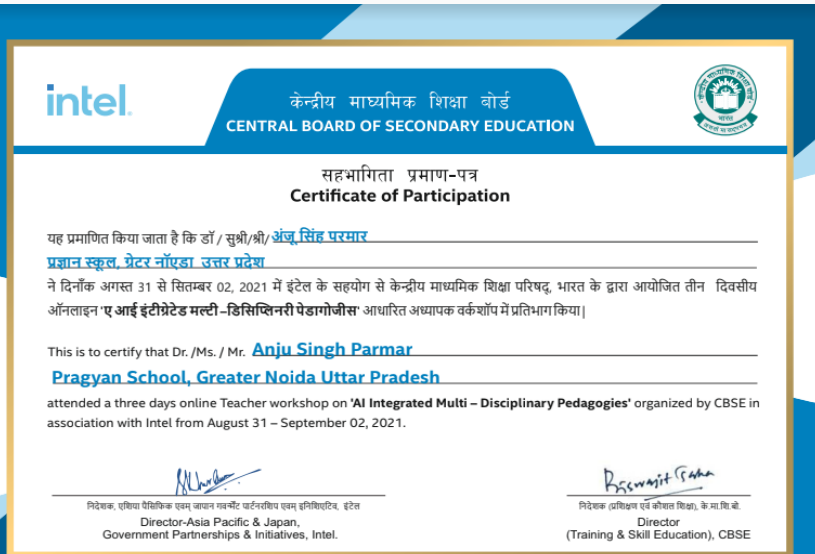 intel.
केन्द्रीय माध्यमिक शिक्षा बोर्ड
CENTRAL BOARD OF SECONDARY EDUCATION
सहभागिता प्रमाण-पत्र
Certificate of Participation
यह प्रमाणित किया जाता है कि डॉ / सुश्री/श्री/ अंजू सिंह परमार
प्रज्ञान स्कूल, ग्रेटर नॉएडा उत्तर प्रदेश
ने दिनाँक अगस्त 31 से सितम्बर 02, 2021 में इंटेल के सहयोग से केन्द्रीय माध्यमिक शिक्षा परिषद्, भारत के द्वारा आयोजित तीन दिवसीय
ऑनलाइन 'ए आई इंटीग्रेटेड मल्टी –डिसिप्लिनरी पेडागोजीस' आधारित अध्यापक वर्कशॉप में प्रतिभाग किया|
This is to certify that Dr. /Ms. / Mr. Anju Singh Parmar
Pragyan School, Greater Noida Uttar Pradesh
attended a three days online Teacher workshop on 'AI Integrated Multi – Disciplinary Pedagogies' organized by CBSE in
association with Intel from August 31 – September 02, 2021.
Biswajit Saha
निदेशक, एशिया पैसिफिक एवम् जापान गवर्न्मेंट पार्टनरशिप एवम् इनिशिएटिव, इंटेल
Director-Asia Pacific & Japan,
Government Partnerships & Initiatives, Intel.
निदेशक (प्रशिक्षण एवं कौशल शिक्षा), के.मा.शि.बो.
Director
(Training & Skill Education), CBSE